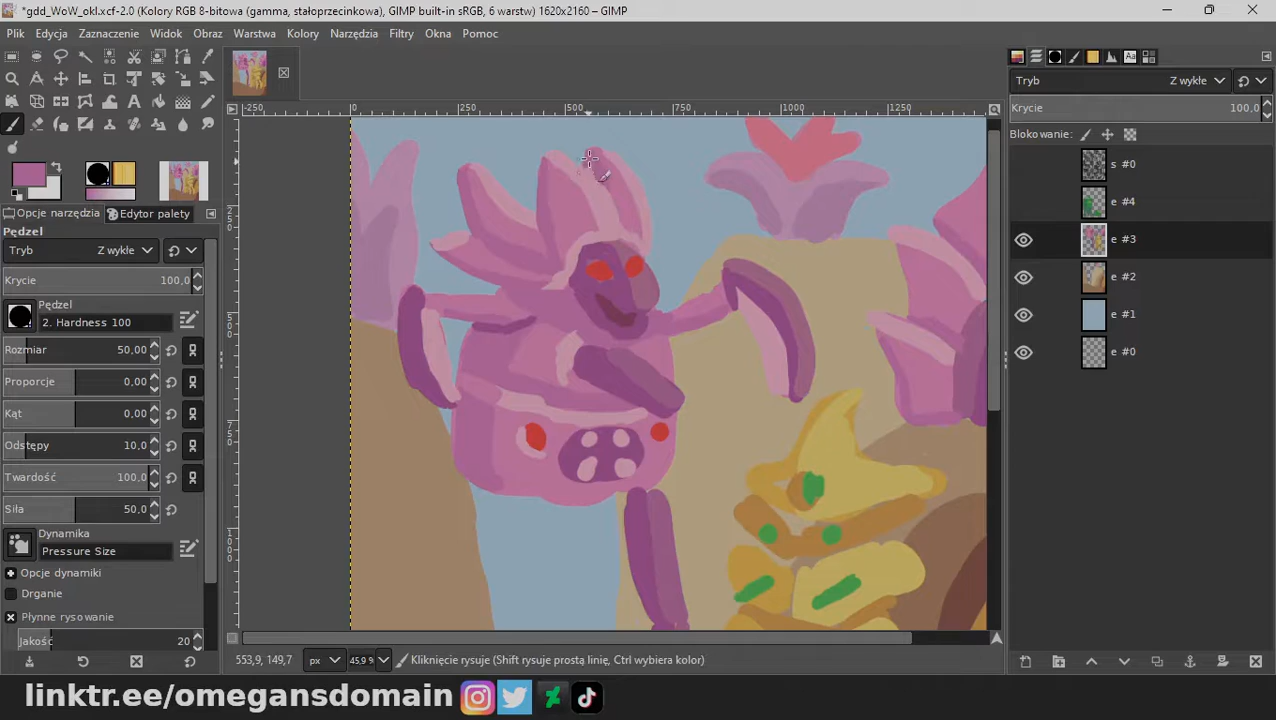 *gdd_WoW_okl.xcf-2.0 (Kolory RGB 8-bitowa (gamma, stałoprzecinkowa), GIMP built-in sRGB, 6 warstw) 1620x2160 – GIMP
Plik Edycja Zaznaczenie Widok Obraz Warstwa Kolory Narzędzia Filtry Okna Pomoc
-250 0 250 500 750 1000 1250
Tryb Z wykłe
Krycie 100,0
Blokowanie:
s #0
e #4
e #3
e #2
e #1
e #0
Opcje narzędzia Edytor palety
Pędzel
Tryb Z wykłe
Krycie 100,0
Pędzel
2. Hardness 100
Rozmiar 50,00
Proporcje 0,00
Kąt 0,00
Odstępy 10,0
Twardość 100,0
Siła 50,0
Dynamika
Pressure Size
Opcje dynamiki
Drganie
Płynne rysowanie
Jakość 20
250
500
750
1000
553,9, 149,7 px 45,9 % Kliknięcie rysuje (Shift rysuje prostą linię, Ctrl wybiera kolor)
linktr.ee/omegansdomain